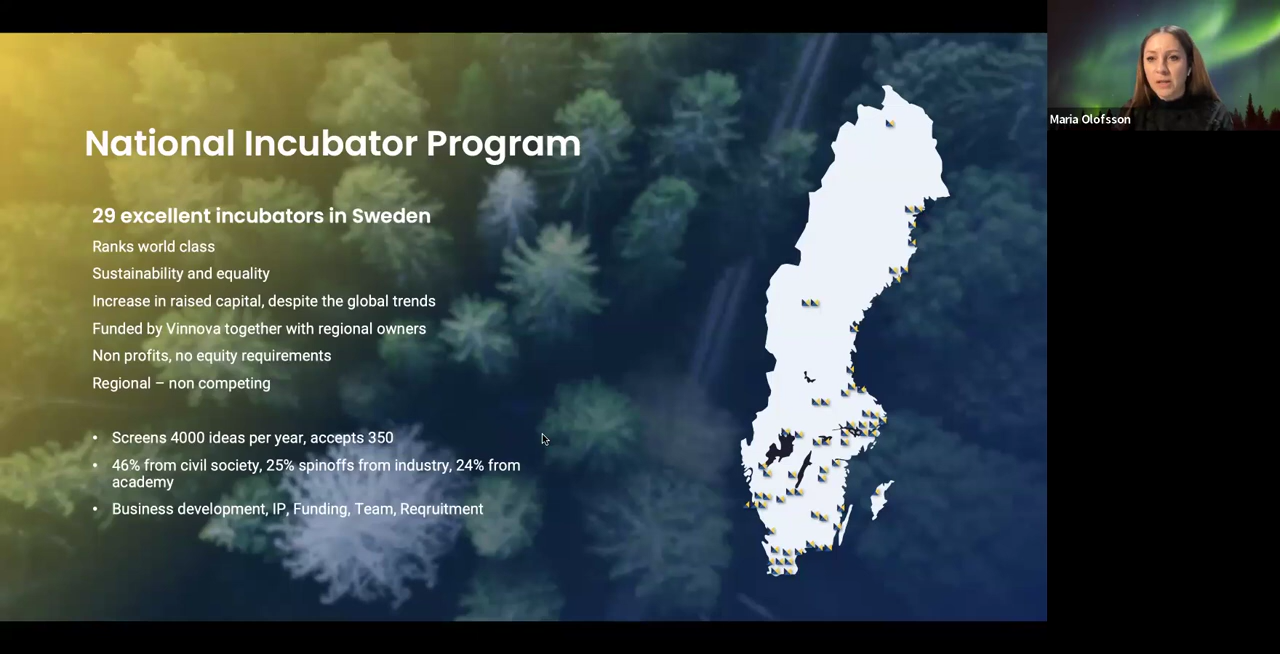 National Incubator Program
29 excellent incubators in Sweden
Ranks world class
Sustainability and equality
Increase in raised capital, despite the global trends
Funded by Vinnova together with regional owners
Non profits, no equity requirements
Regional – non competing
• Screens 4000 ideas per year, accepts 350
• 46% from civil society, 25% spinoffs from industry, 24% from
academy
• Business development, IP, Funding, Team, Reqruitment
Maria Olofsson